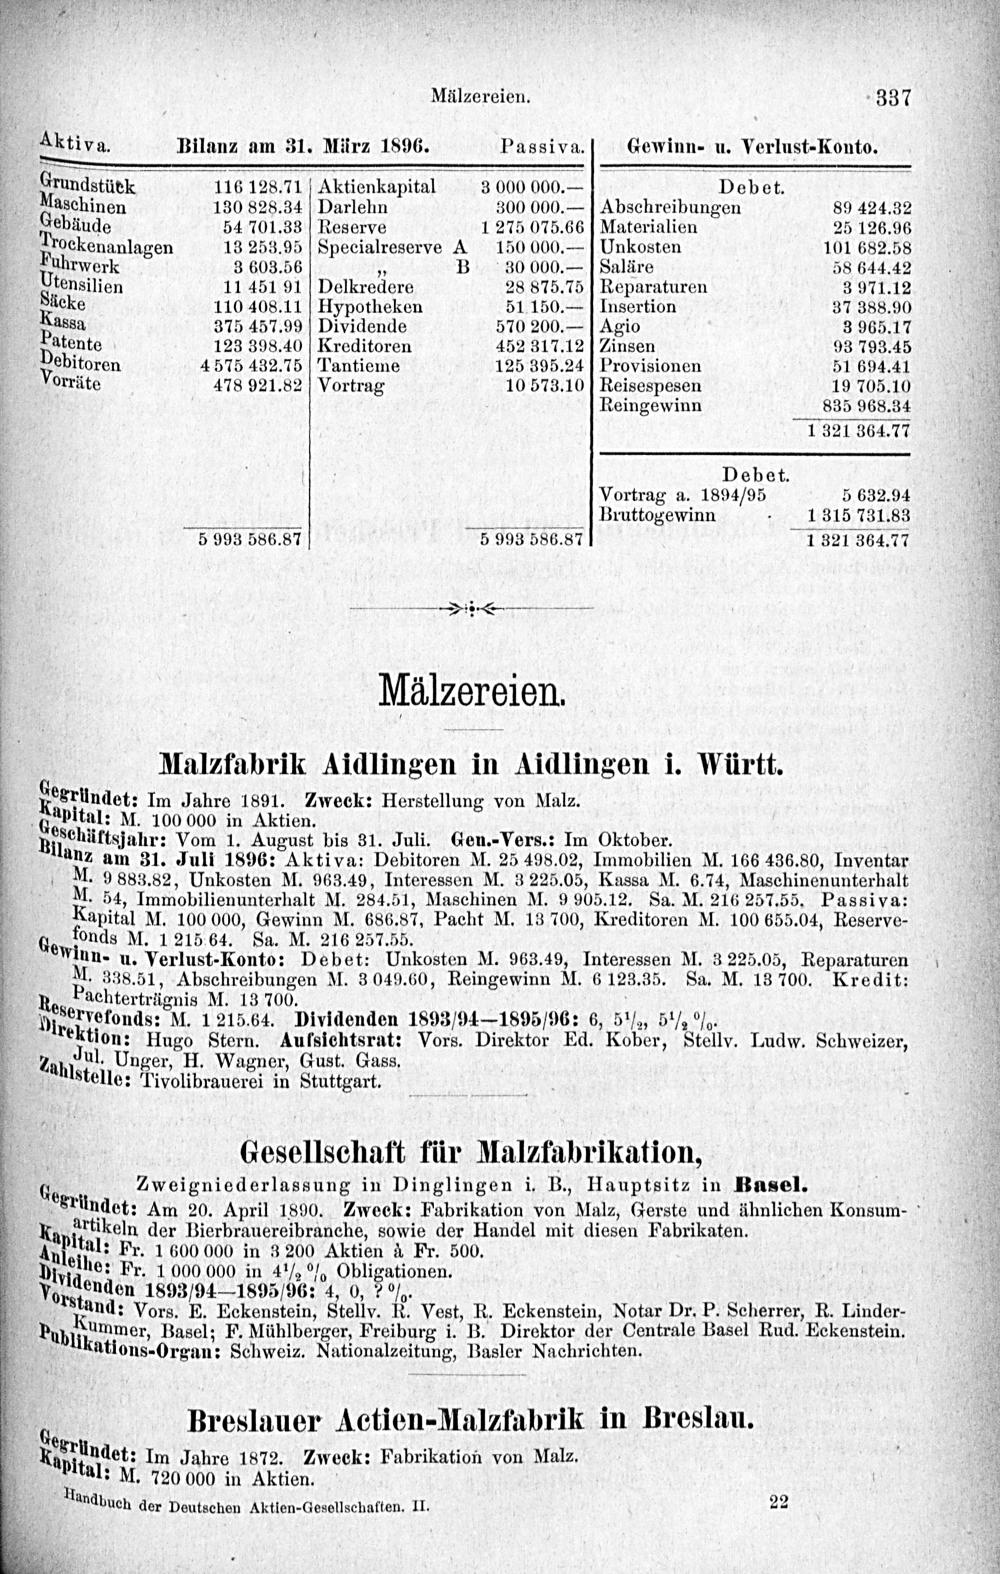 Mälzereien. 337
Aktiva. Bilanz am 31. März 1896. Passiva. Gewinn- u. Verlust-Konto.
Grundstück 116 128.71 Aktienkapital 3 000 000.— Debet.
Maschinen 130 828.34 Darlehn 300 000.— Abschreibungen 89 424.32
Gebäude 54 701.33 Reserve 1 275 075.66 Materialien 25 126.96
Trockenanlagen 13 253.95 Specialreserve A 150 000.— Unkosten 101 682.58
Fuhrwerk 3 603.56 „ B 30 000.— Saläre 58 644.42
Utensilien 11 451 91 Delkredere 28 875.75 Reparaturen 3 971.12
Säcke 110 408.11 Hypotheken 51 150.— Insertion 37 388.90
Kassa 375 457.99 Dividende 570 200.— Agio 3 965.17
Patente 123 398.40 Kreditoren 452 317.12 Zinsen 93 793.45
Debitoren 4 575 432.75 Tantieme 125 395.24 Provisionen 51 694.41
Vorräte 478 921.82 Vortrag 10 573.10 Reisespesen 19 705.10
Reingewinn 835 968.34
1 321 364.77
Debet.
Vortrag a. 1894/95 5 632.94
Bruttogewinn 1 315 731.83
5 993 586.87 5 993 586.87 1 321 364.77
Mälzereien.
Malzfabrik Aidlingen in Aidlingen i. Württ.
Gegründet: Im Jahre 1891. Zweck: Herstellung von Malz.
Kapital: M. 100 000 in Aktien.
Geschäftsjahr: Vom 1. August bis 31. Juli. Gen.-Vers.: Im Oktober.
Bilanz am 31. Juli 1896: Aktiva: Debitoren M. 25 498.02, Immobilien M. 166 436.80, Inventar
M. 9 883.82, Unkosten M. 963.49, Interessen M. 3 225.05, Kassa M. 6.74, Maschinenunterhalt
M. 54, Immobilienunterhalt M. 284.51, Maschinen M. 9 905.12. Sa. M. 216 257.55. Passiva:
Kapital M. 100 000, Gewinn M. 686.87, Pacht M. 13 700, Kreditoren M. 100 655.04, Reserve-
fonds M. 1 215 64. Sa. M. 216 257.55.
Gewinn- u. Verlust-Konto: Debet: Unkosten M. 963.49, Interessen M. 3 225.05, Reparaturen
M. 338.51, Abschreibungen M. 3 049.60, Reingewinn M. 6 123.35. Sa. M. 13 700. Kredit:
Pachterträgnis M. 13 700.
Reservefonds: M. 1 215.64. Dividenden 1893/94—1895/96: 6, 5½, 5½ %.
Direktion: Hugo Stern. Aufsichtsrat: Vors. Direktor Ed. Kober, Stellv. Ludw. Schweizer,
Jul. Unger, H. Wagner, Gust. Gass.
Zahlstelle: Tivolibrauerei in Stuttgart.
Gesellschaft für Malzfabrikation,
Zweigniederlassung in Dinglingen i. B., Hauptsitz in Basel.
Gegründet: Am 20. April 1890. Zweck: Fabrikation von Malz, Gerste und ähnlichen Konsum-
artikeln der Bierbrauereibranche, sowie der Handel mit diesen Fabrikaten.
Kapital: Fr. 1 600 000 in 3 200 Aktien à Fr. 500.
Anleihe: Fr. 1 000 000 in 4½ % Obligationen.
Dividenden 1893/94—1895/96: 4, 0, ? %.
Vorstand: Vors. E. Eckenstein, Stellv. R. Vest, R. Eckenstein, Notar Dr. P. Scherrer, R. Linder-
Kummer, Basel; F. Mühlberger, Freiburg i. B. Direktor der Centrale Basel Rud. Eckenstein.
Publikations-Organ: Schweiz. Nationalzeitung, Basler Nachrichten.
Breslauer Actien-Malzfabrik in Breslau.
Gegründet: Im Jahre 1872. Zweck: Fabrikation von Malz.
Kapital: M. 720 000 in Aktien.
Handbuch der Deutschen Aktien-Gesellschaften. II. 22